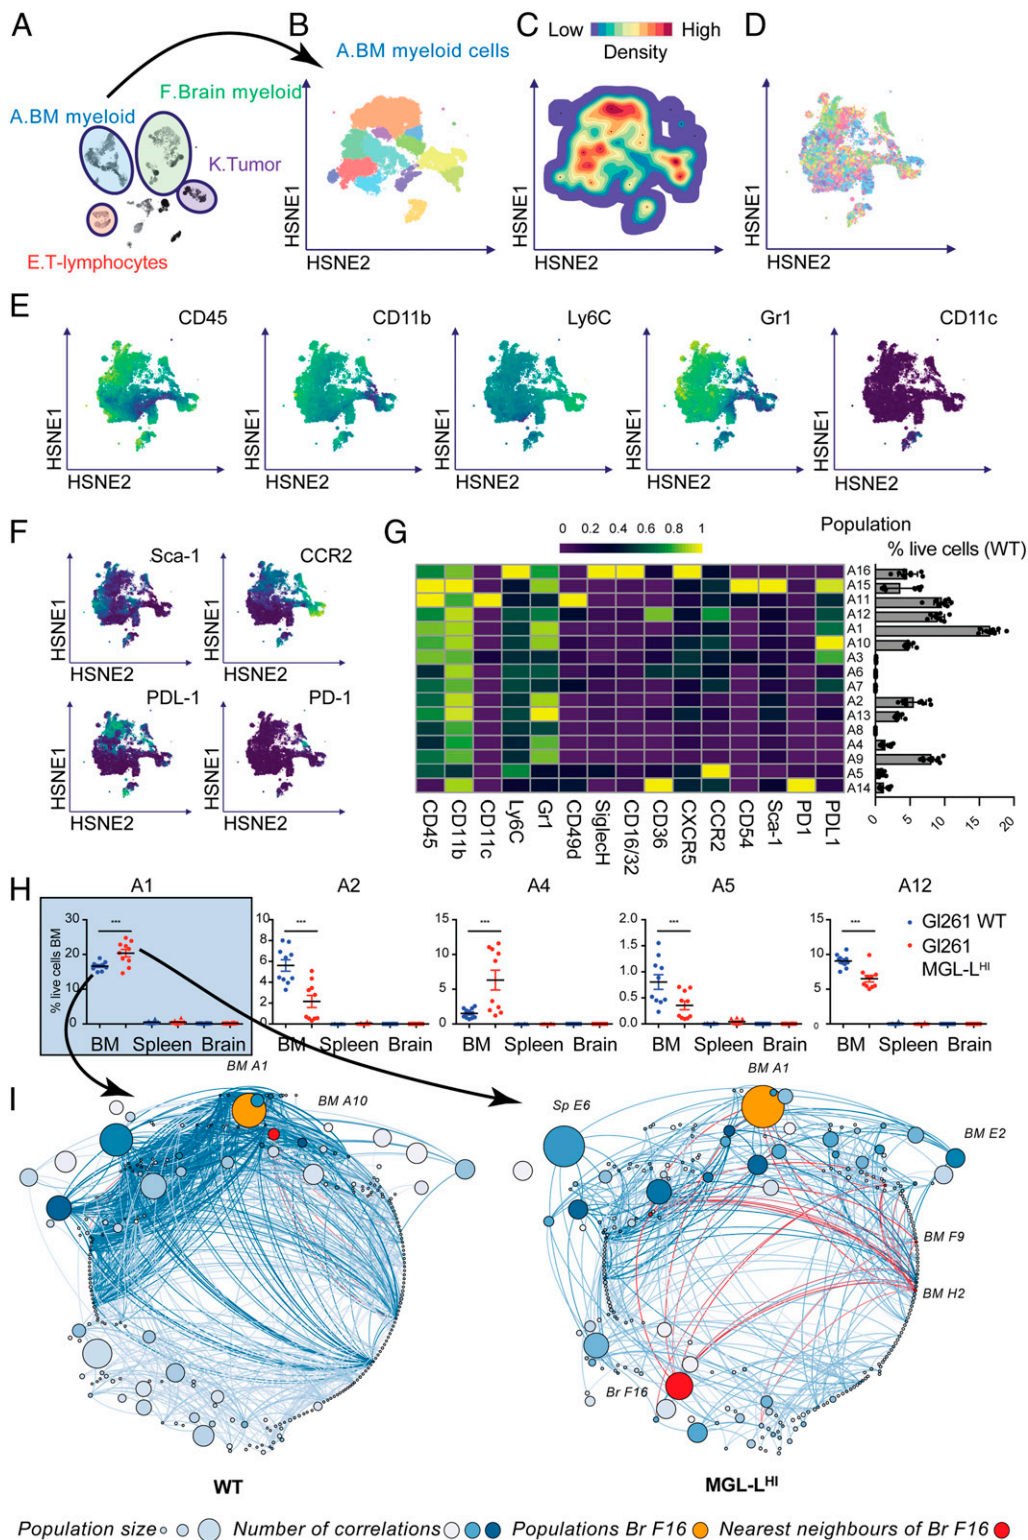 A
A.BM myeloid
F.Brain myeloid
K.Tumor
E.T-lymphocytes
B
A.BM myeloid cells
HSNE1
HSNE2
C
Low
High
Density
HSNE1
HSNE2
D
HSNE1
HSNE2
E
CD45
HSNE1
HSNE2
CD11b
HSNE1
HSNE2
Ly6C
HSNE1
HSNE2
Gr1
HSNE1
HSNE2
CD11c
HSNE1
HSNE2
F
Sca-1
HSNE1
HSNE2
CCR2
HSNE1
HSNE2
PDL-1
HSNE1
HSNE2
PD-1
HSNE1
HSNE2
G
0 0.2 0.4 0.6 0.8 1
Population
% live cells (WT)
A16
A15
A11
A12
A1
A10
A3
A6
A7
A2
A13
A8
A4
A9
A5
A14
CD45
CD11b
CD11c
Ly6C
Gr1
CD49d
SiglecH
CD16/32
CD36
CXCR5
CCR2
CD54
Sca-1
PD1
PDL1
0 5 10 15 20
H
A1
% live cells BM
30
20
10
0
***
BM Spleen Brain
A2
10
8
6
4
2
0
***
BM Spleen Brain
A4
15
10
5
0
***
BM Spleen Brain
A5
2.0
1.5
1.0
0.5
0.0
***
BM Spleen Brain
A12
15
10
5
0
***
BM Spleen Brain
Gl261 WT
Gl261
MGL-LHI
I
BM A1
BM A10
WT
BM A1
Sp E6
BM E2
BM F9
BM H2
Br F16
MGL-LHI
Population size
Number of correlations
Populations Br F16
Nearest neighbours of Br F16